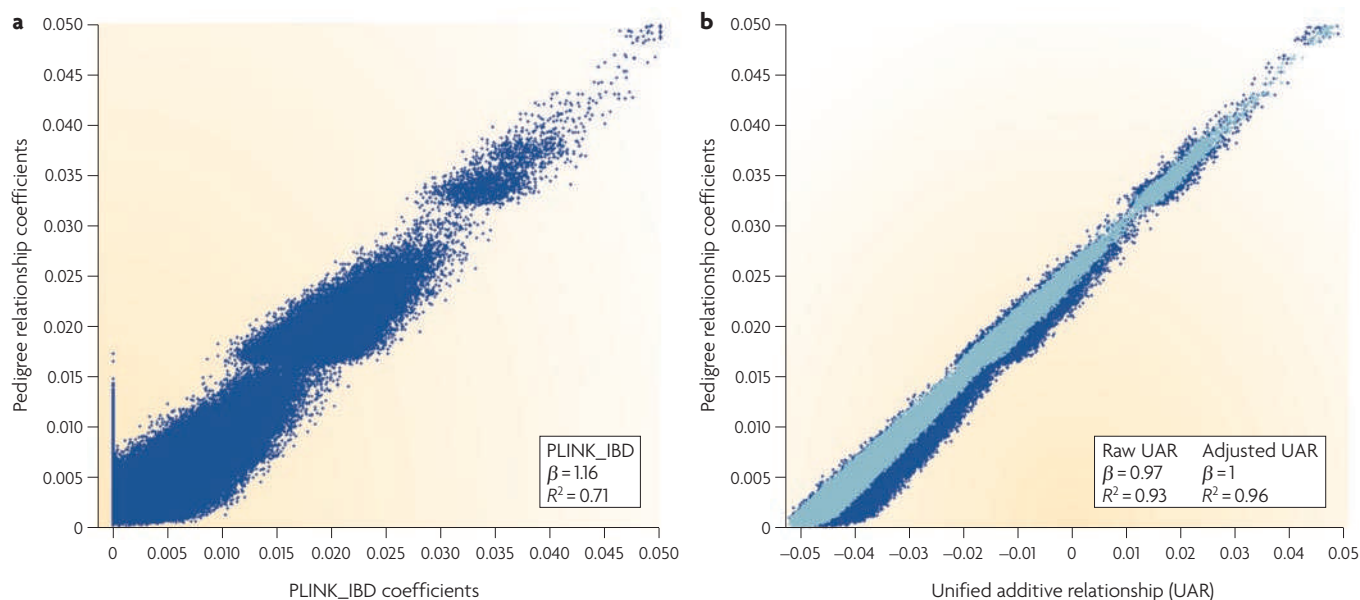 a
0.050
0.045
0.040
0.035
0.030
0.025
0.020
0.015
0.010
0.005
0
Pedigree relationship coefficients
PLINK_IBD
β = 1.16
R² = 0.71
0 0.005 0.010 0.015 0.020 0.025 0.030 0.035 0.040 0.045 0.050
PLINK_IBD coefficients
b
0.050
0.045
0.040
0.035
0.030
0.025
0.020
0.015
0.010
0.005
0
Pedigree relationship coefficients
Raw UAR Adjusted UAR
β = 0.97 β = 1
R² = 0.93 R² = 0.96
−0.05 −0.04 −0.03 −0.02 −0.01 0 0.01 0.02 0.03 0.04 0.05
Unified additive relationship (UAR)